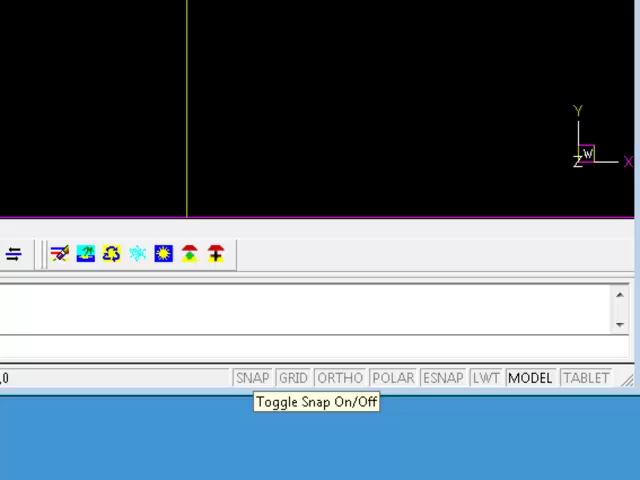 Y
W
Z
X
,0
SNAP GRID ORTHO POLAR ESNAP LWT MODEL TABLET
Toggle Snap On/Off